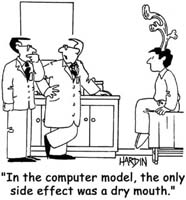 HARDIN
"In the computer model, the only
side effect was a dry mouth."